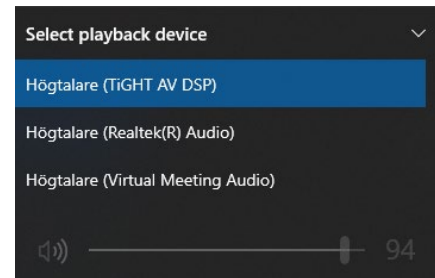 Select playback device
Högtalare (TiGHT AV DSP)
Högtalare (Realtek(R) Audio)
Högtalare (Virtual Meeting Audio)
94